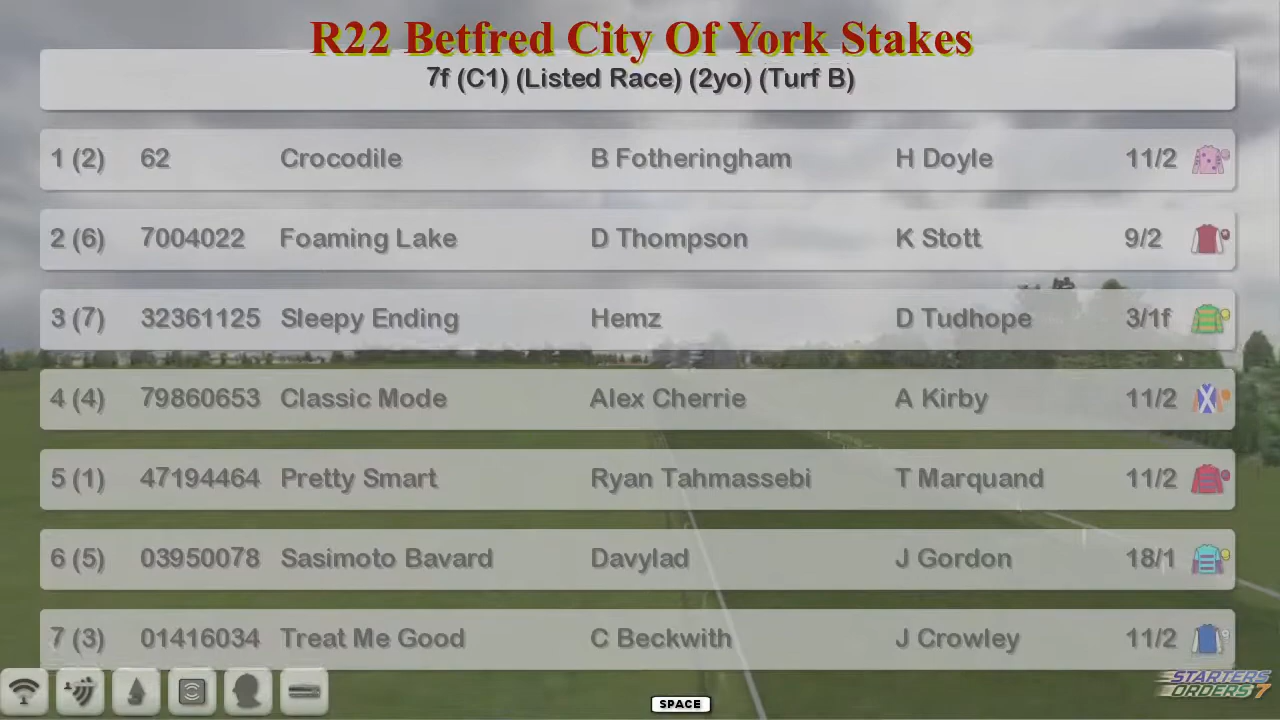 R22 Betfred City Of York Stakes
7f (C1) (Listed Race) (2yo) (Turf B)
1 (2) 62 Crocodile B Fotheringham H Doyle 11/2
2 (6) 7004022 Foaming Lake D Thompson K Stott 9/2
3 (7) 32361125 Sleepy Ending Hemz D Tudhope 3/1f
4 (4) 79860653 Classic Mode Alex Cherrie A Kirby 11/2
5 (1) 47194464 Pretty Smart Ryan Tahmassebi T Marquand 11/2
6 (5) 03950078 Sasimoto Bavard Davylad J Gordon 18/1
7 (3) 01416034 Treat Me Good C Beckwith J Crowley 11/2
STARTERS
ORDERS 7
SPACE